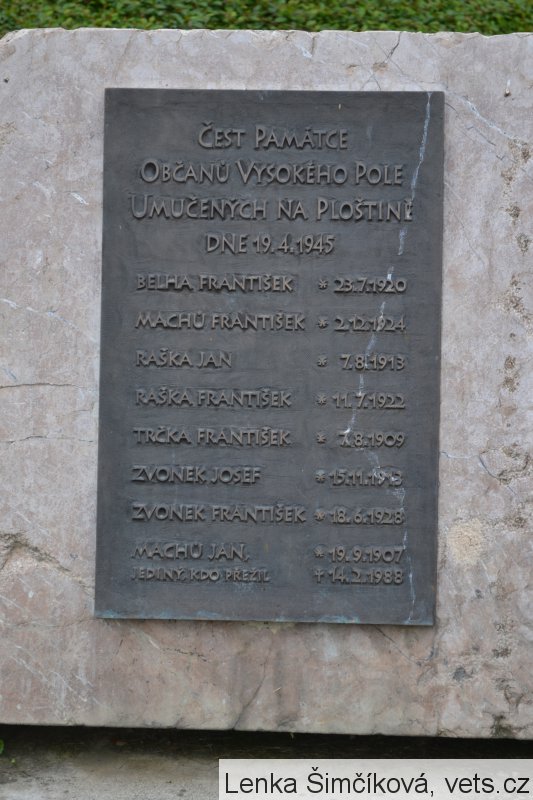 Čest Památce
Občanů Vysokého Pole
Umučených na Ploštině
dne 19.4.1945
Belha František * 23.7.1920
Machů František * 2.12.1924
Raška Jan * 7.8.1913
Raška František * 11.7.1922
Trčka František * 7.8.1909
Zvonek Josef * 15.11.1913
Zvonek František * 18.6.1928
Machů Jan, * 19.9.1907
jediný, kdo přežil † 14.2.1988
Lenka Šimčíková, vets.cz